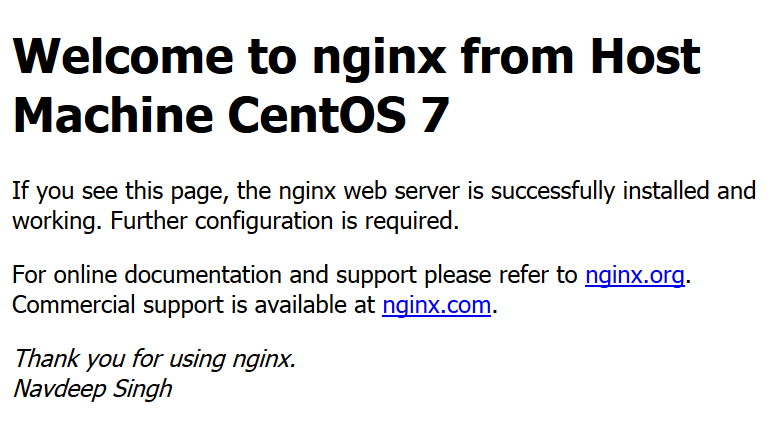 Welcome to nginx from Host
Machine CentOS 7
If you see this page, the nginx web server is successfully installed and
working. Further configuration is required.
For online documentation and support please refer to nginx.org.
Commercial support is available at nginx.com.
Thank you for using nginx.
Navdeep Singh